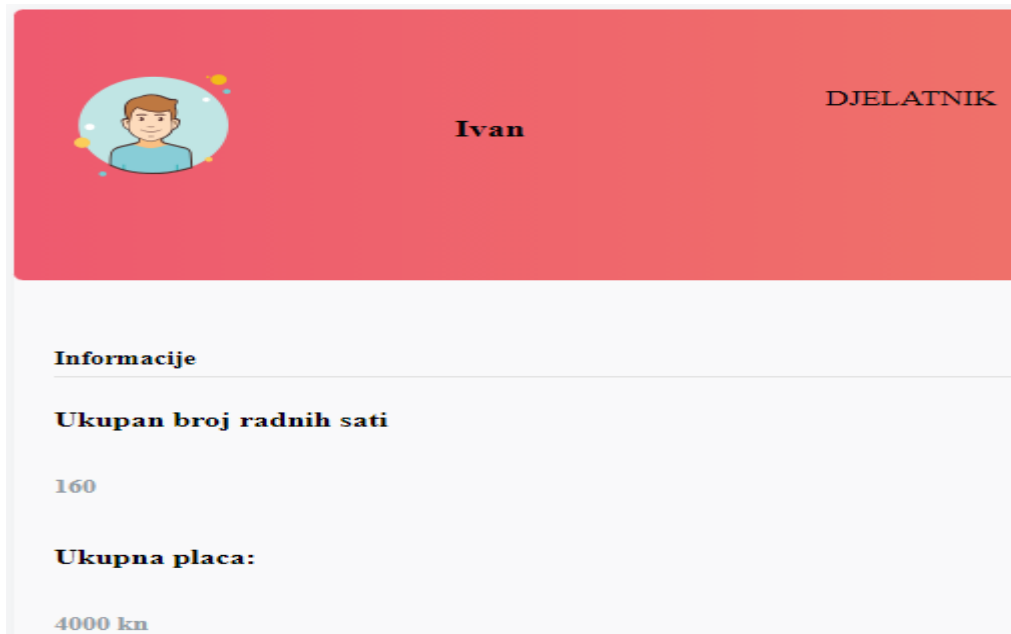 DJELATNIK
Ivan
Informacije
Ukupan broj radnih sati
160
Ukupna placa:
4000 kn